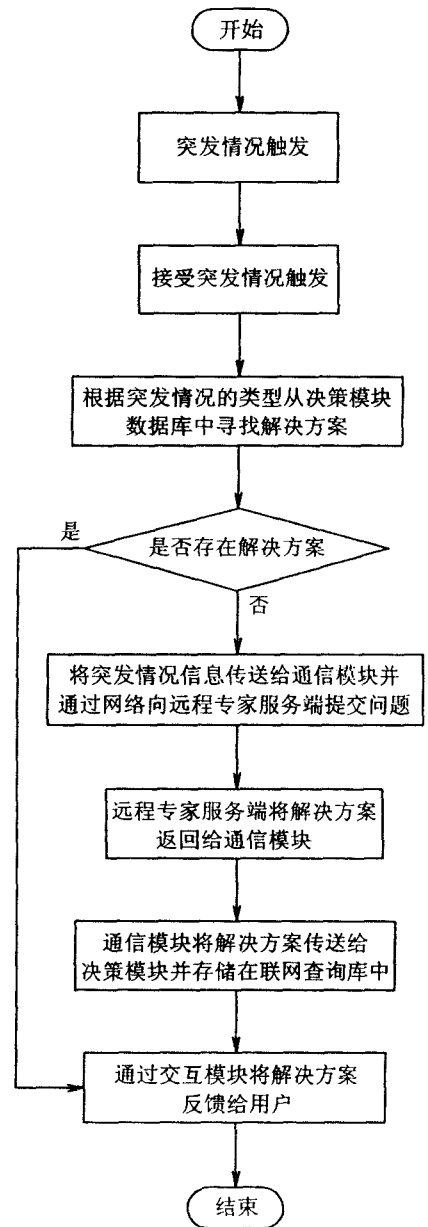 开始
突发情况触发
接受突发情况触发
根据突发情况的类型从决策模块
数据库中寻找解决方案
是
是否存在解决方案
否
将突发情况信息传送给通信模块并
通过网络向远程专家服务端提交问题
远程专家服务端将解决方案
返回给通信模块
通信模块将解决方案传送给
决策模块并存储在联网查询库中
通过交互模块将解决方案
反馈给用户
结束